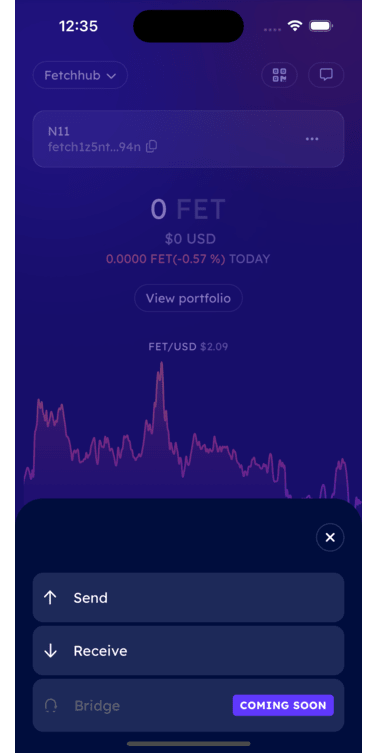 12:35
Fetchhub
N11
fetch1z5nt...94n
0 FET
$0 USD
0.0000 FET(-0.57 %) TODAY
View portfolio
FET/USD $2.09
Send
Receive
Bridge COMING SOON